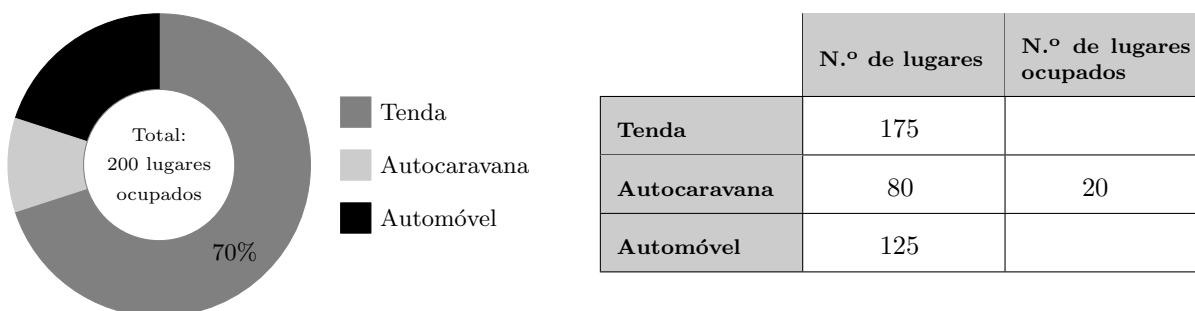 Total:
200 lugares
ocupados
70%
Tenda
Autocaravana
Automóvel
N.º de lugares
N.º de lugares
ocupados
Tenda 175
Autocaravana 80 20
Automóvel 125